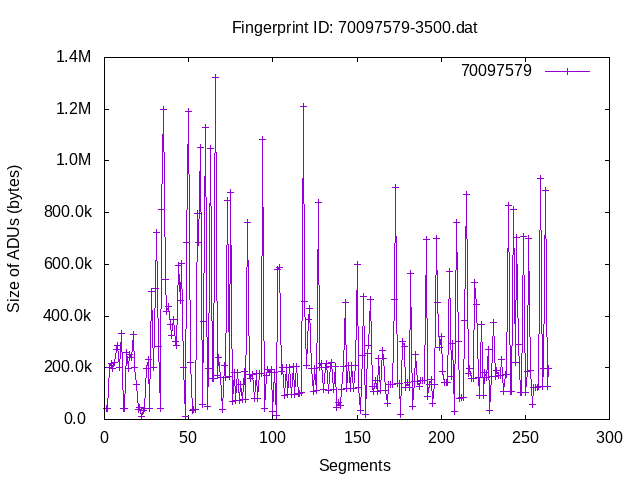 Fingerprint ID: 70097579-3500.dat
1.4M
70097579
1.2M
1.0M
800.0k
600.0k
400.0k
200.0k
0.0
Size of ADUs (bytes)
0 50 100 150 200 250 300
Segments